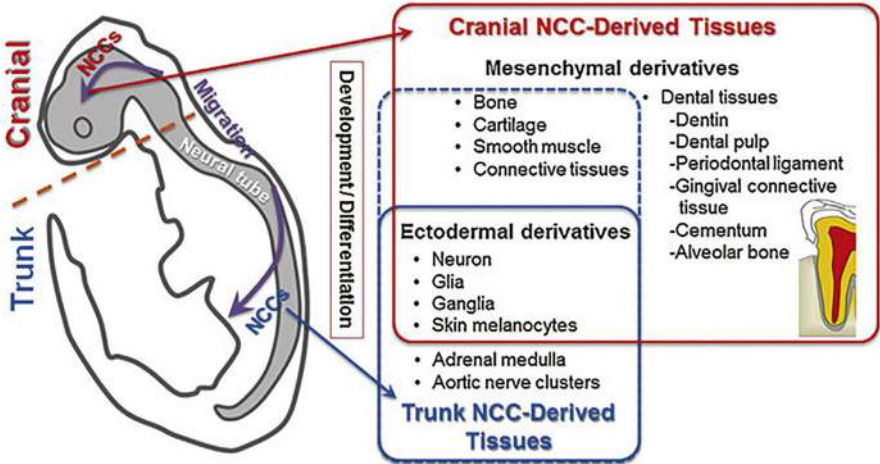 Cranial
NCCs
Migration
Neural tube
Trunk
NCCs
Development/Differentiation
Cranial NCC-Derived Tissues
Mesenchymal derivatives
• Bone
• Cartilage
• Smooth muscle
• Connective tissues
• Dental tissues
-Dentin
-Dental pulp
-Periodontal ligament
-Gingival connective
tissue
-Cementum
-Alveolar bone
Ectodermal derivatives
• Neuron
• Glia
• Ganglia
• Skin melanocytes
• Adrenal medulla
• Aortic nerve clusters
Trunk NCC-Derived
Tissues